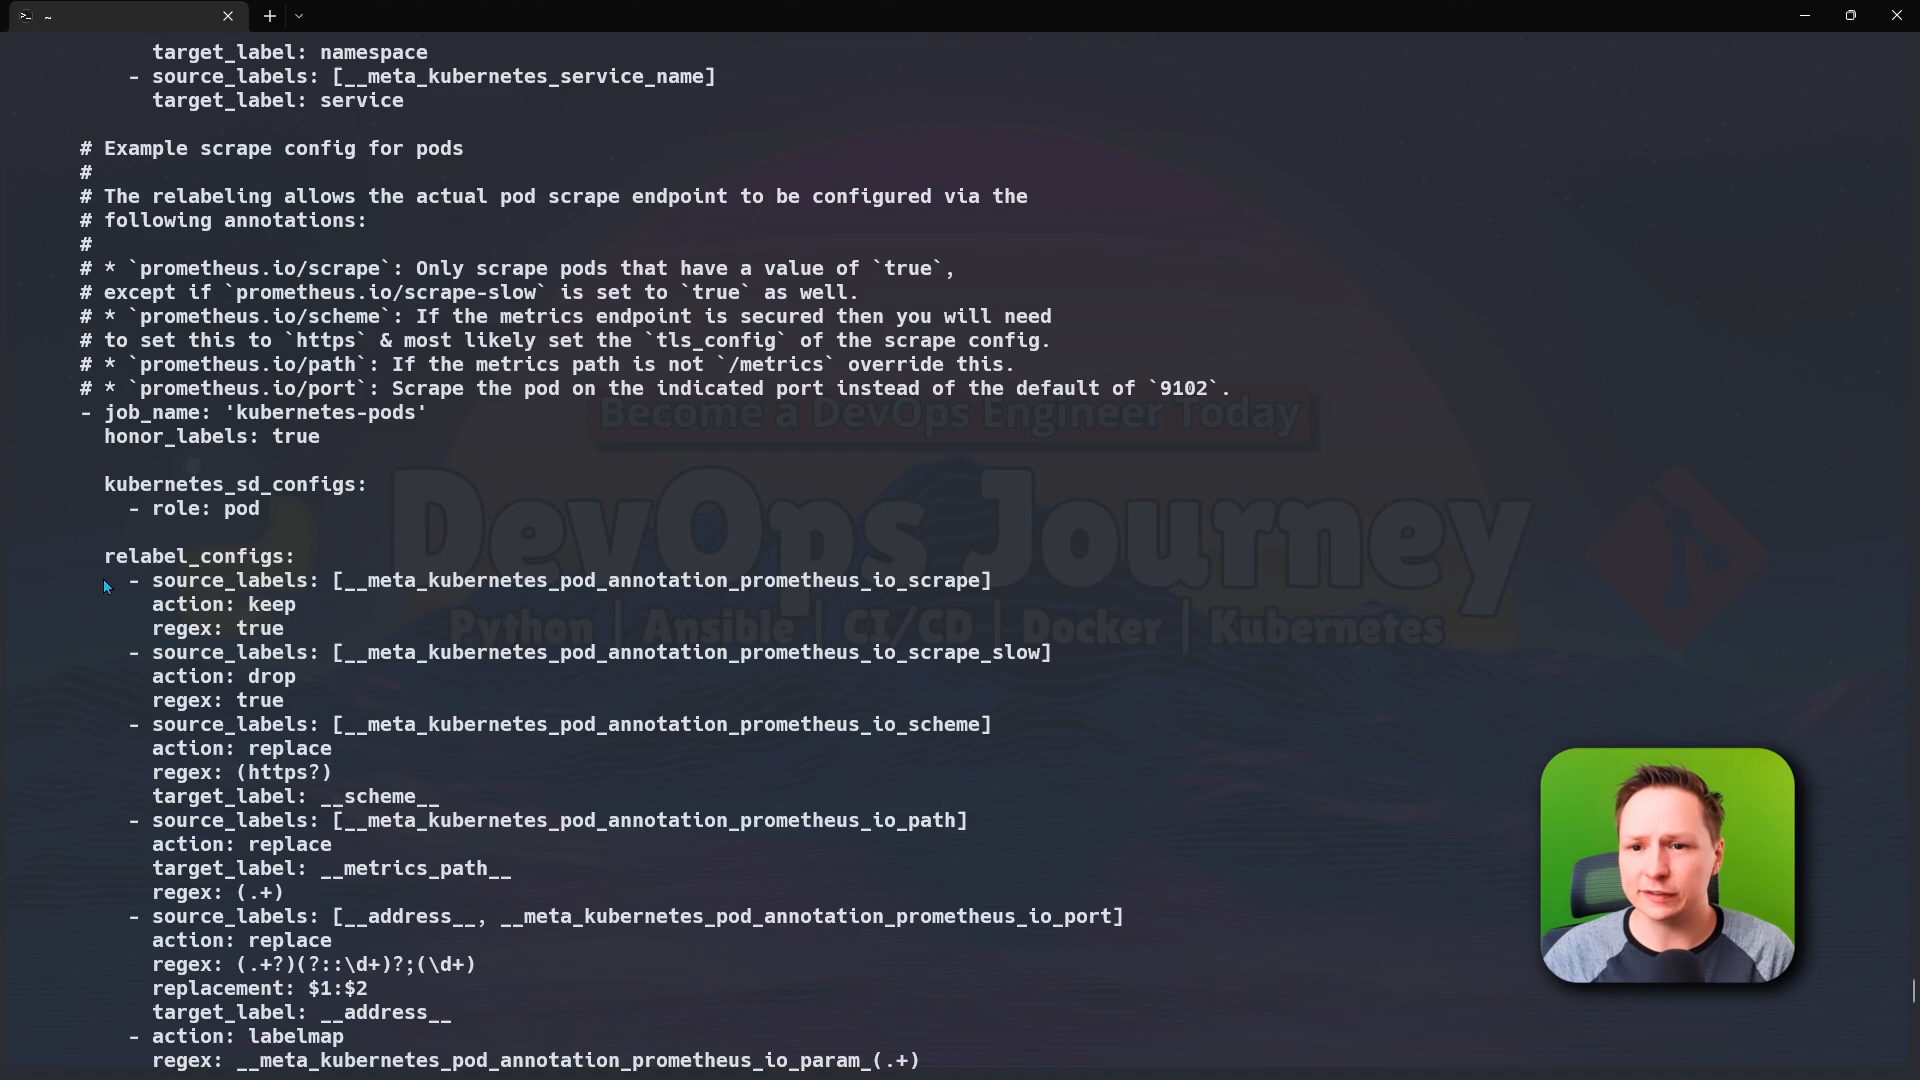 ~
target_label: namespace
- source_labels: [__meta_kubernetes_service_name]
target_label: service
# Example scrape config for pods
#
# The relabeling allows the actual pod scrape endpoint to be configured via the
# following annotations:
#
# * `prometheus.io/scrape`: Only scrape pods that have a value of `true`,
# except if `prometheus.io/scrape-slow` is set to `true` as well.
# * `prometheus.io/scheme`: If the metrics endpoint is secured then you will need
# to set this to `https` & most likely set the `tls_config` of the scrape config.
# * `prometheus.io/path`: If the metrics path is not `/metrics` override this.
# * `prometheus.io/port`: Scrape the pod on the indicated port instead of the default of `9102`.
- job_name: 'kubernetes-pods'
Become a DevOps Engineer Today
honor_labels: true
kubernetes_sd_configs:
- role: pod
DevOps Journey
relabel_configs:
- source_labels: [__meta_kubernetes_pod_annotation_prometheus_io_scrape]
action: keep
regex: true
Python | Ansible | CI/CD | Docker | Kubernetes
- source_labels: [__meta_kubernetes_pod_annotation_prometheus_io_scrape_slow]
action: drop
regex: true
- source_labels: [__meta_kubernetes_pod_annotation_prometheus_io_scheme]
action: replace
regex: (https?)
target_label: __scheme__
- source_labels: [__meta_kubernetes_pod_annotation_prometheus_io_path]
action: replace
target_label: __metrics_path__
regex: (.+)
- source_labels: [__address__, __meta_kubernetes_pod_annotation_prometheus_io_port]
action: replace
regex: (.+?)(?::\d+)?;(\d+)
replacement: $1:$2
target_label: __address__
- action: labelmap
regex: __meta_kubernetes_pod_annotation_prometheus_io_param_(.+)